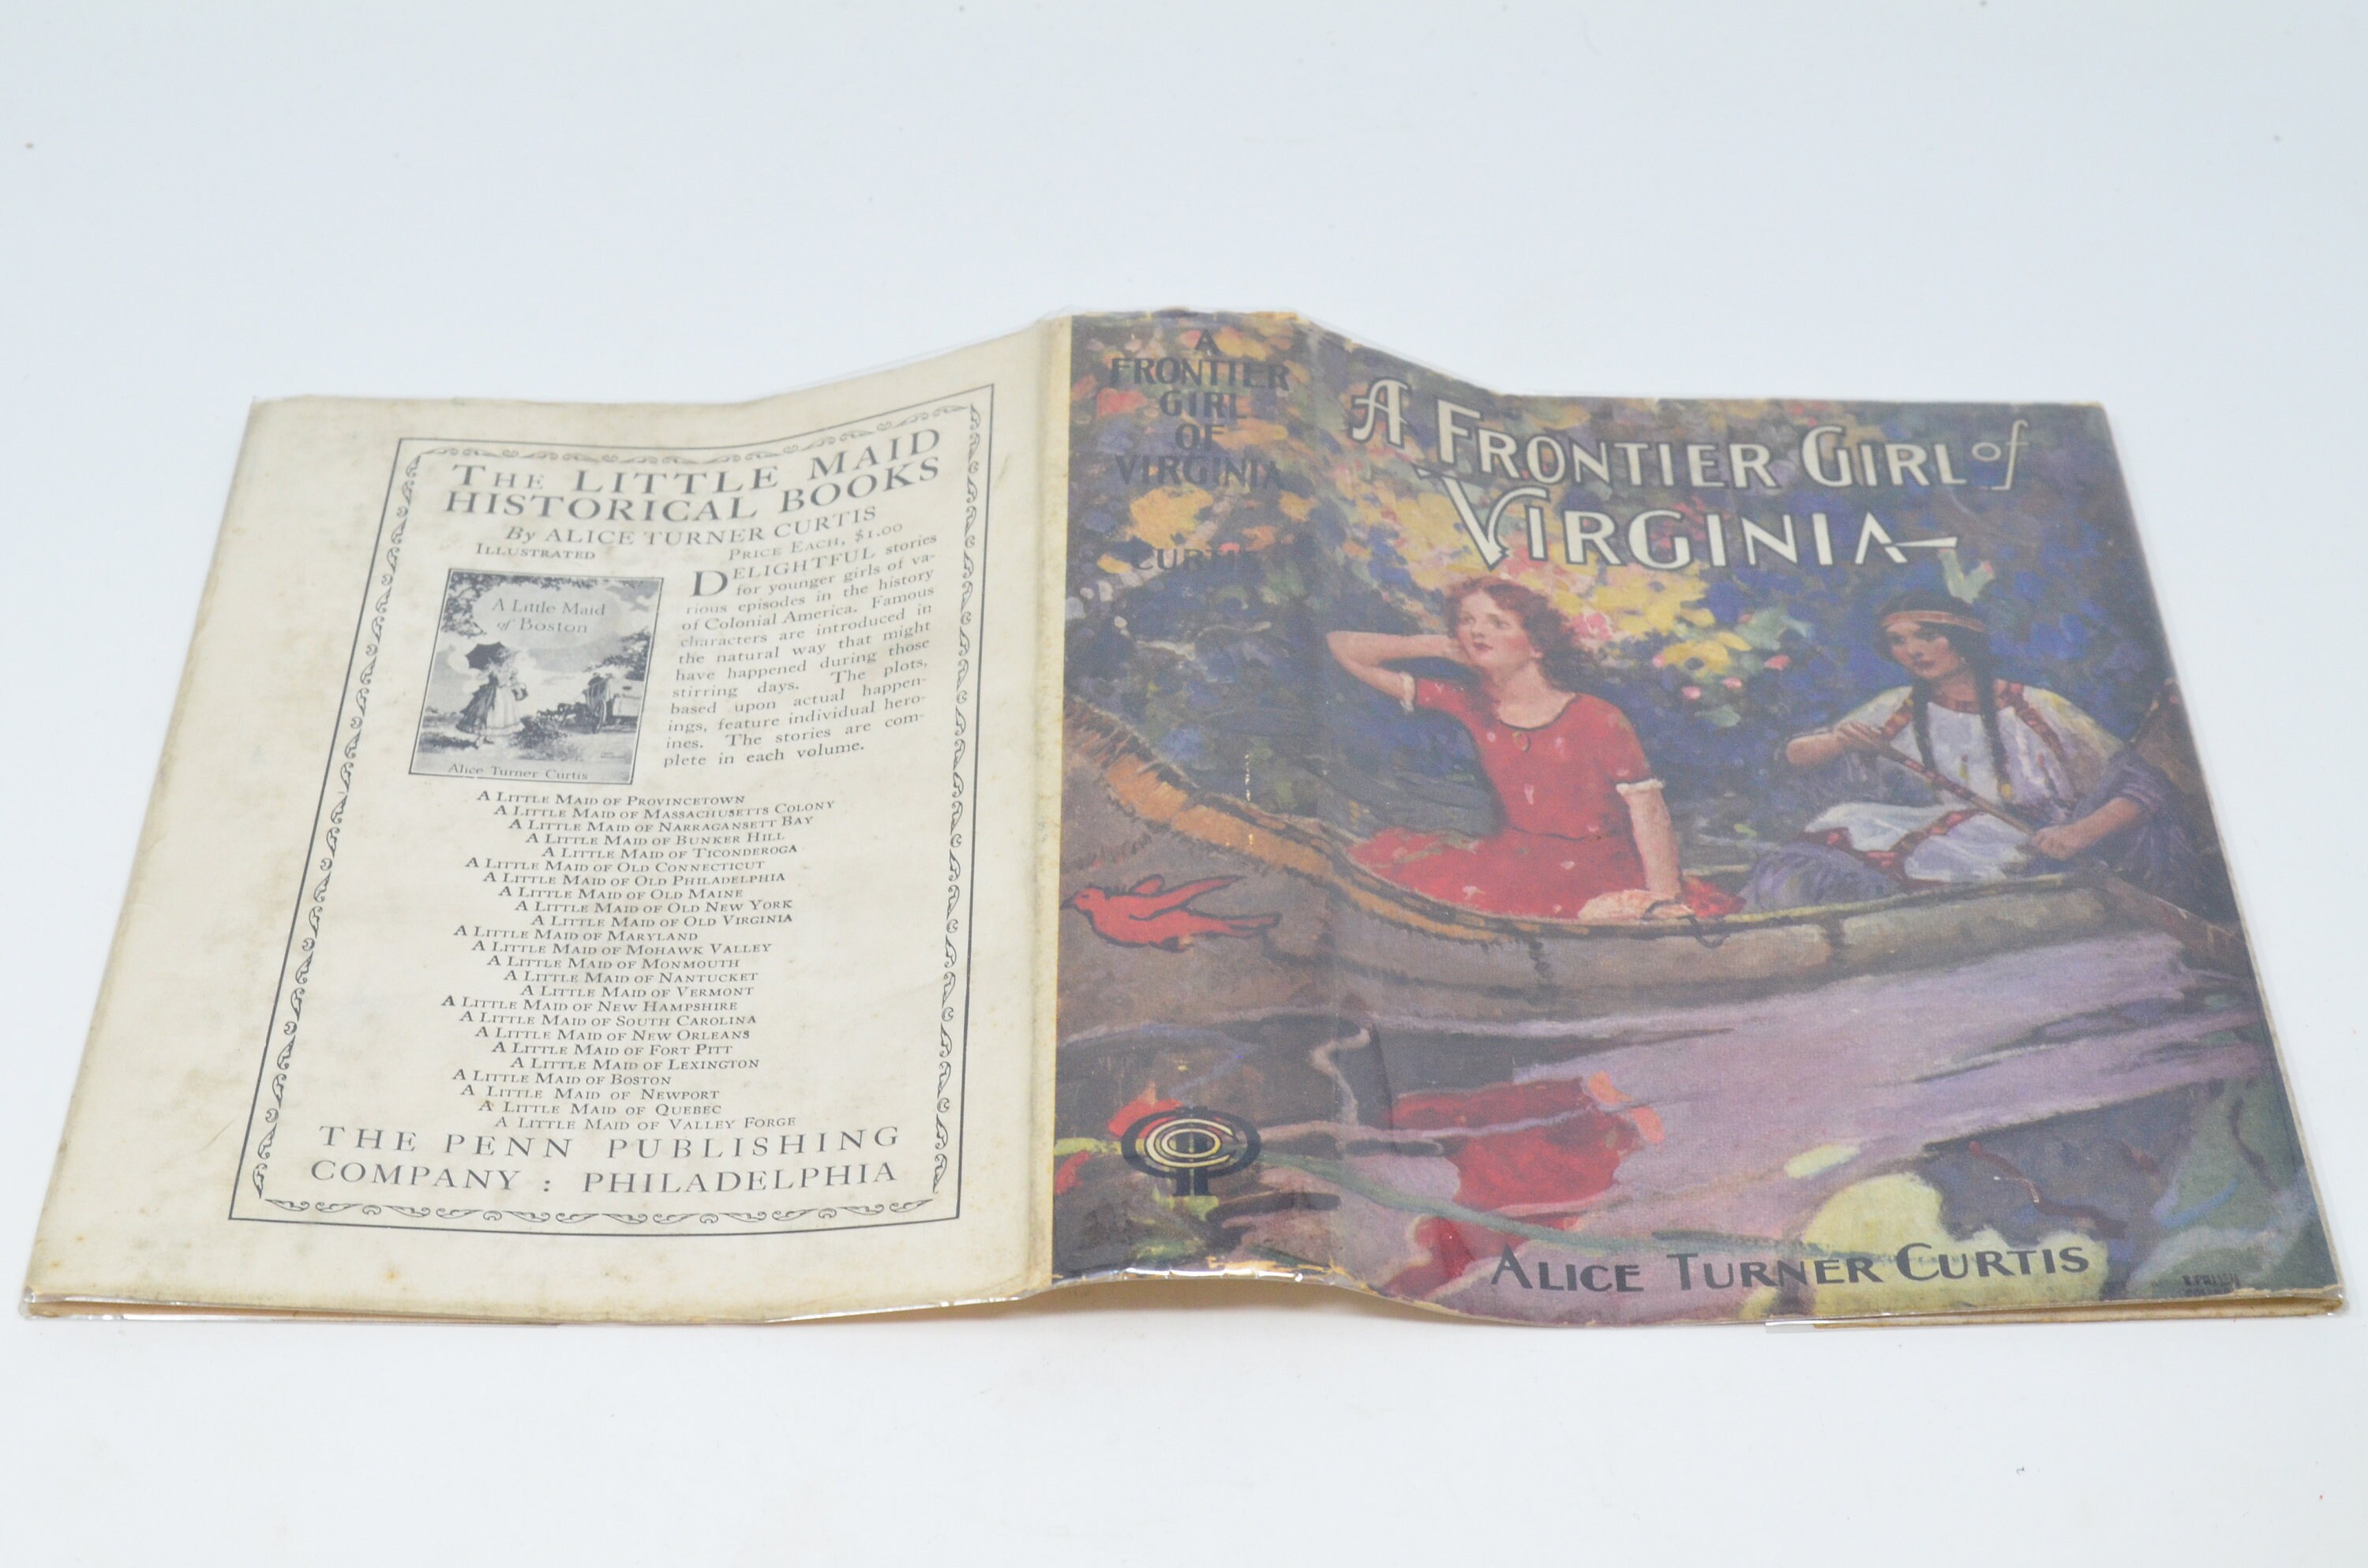 THE LITTLE MAID
HISTORICAL BOOKS
By ALICE TURNER CURTIS
ILLUSTRATED
PRICE EACH, $1.00
A Little Maid
of Boston
Alice Turner Curtis
DELIGHTFUL stories
for younger girls of va-
rious episodes in the history
of Colonial America. Famous
characters are introduced in
the natural way that might
have happened during those
stirring days. The plots,
based upon actual happen-
ings, feature individual hero-
ines. The stories are com-
plete in each volume.
A LITTLE MAID OF PROVINCETOWN
A LITTLE MAID OF MASSACHUSETTS COLONY
A LITTLE MAID OF NARRAGANSETT BAY
A LITTLE MAID OF BUNKER HILL
A LITTLE MAID OF TICONDEROGA
A LITTLE MAID OF OLD CONNECTICUT
A LITTLE MAID OF OLD PHILADELPHIA
A LITTLE MAID OF OLD MAINE
A LITTLE MAID OF OLD NEW YORK
A LITTLE MAID OF OLD VIRGINIA
A LITTLE MAID OF MARYLAND
A LITTLE MAID OF MOHAWK VALLEY
A LITTLE MAID OF MONMOUTH
A LITTLE MAID OF NANTUCKET
A LITTLE MAID OF VERMONT
A LITTLE MAID OF NEW HAMPSHIRE
A LITTLE MAID OF SOUTH CAROLINA
A LITTLE MAID OF NEW ORLEANS
A LITTLE MAID OF FORT PITT
A LITTLE MAID OF LEXINGTON
A LITTLE MAID OF BOSTON
A LITTLE MAID OF NEWPORT
A LITTLE MAID OF QUEBEC
A LITTLE MAID OF VALLEY FORGE
THE PENN PUBLISHING
COMPANY : PHILADELPHIA
A
FRONTIER
GIRL
OF
VIRGINIA
CURTIS
A FRONTIER GIRL of
VIRGINIA
ALICE TURNER CURTIS